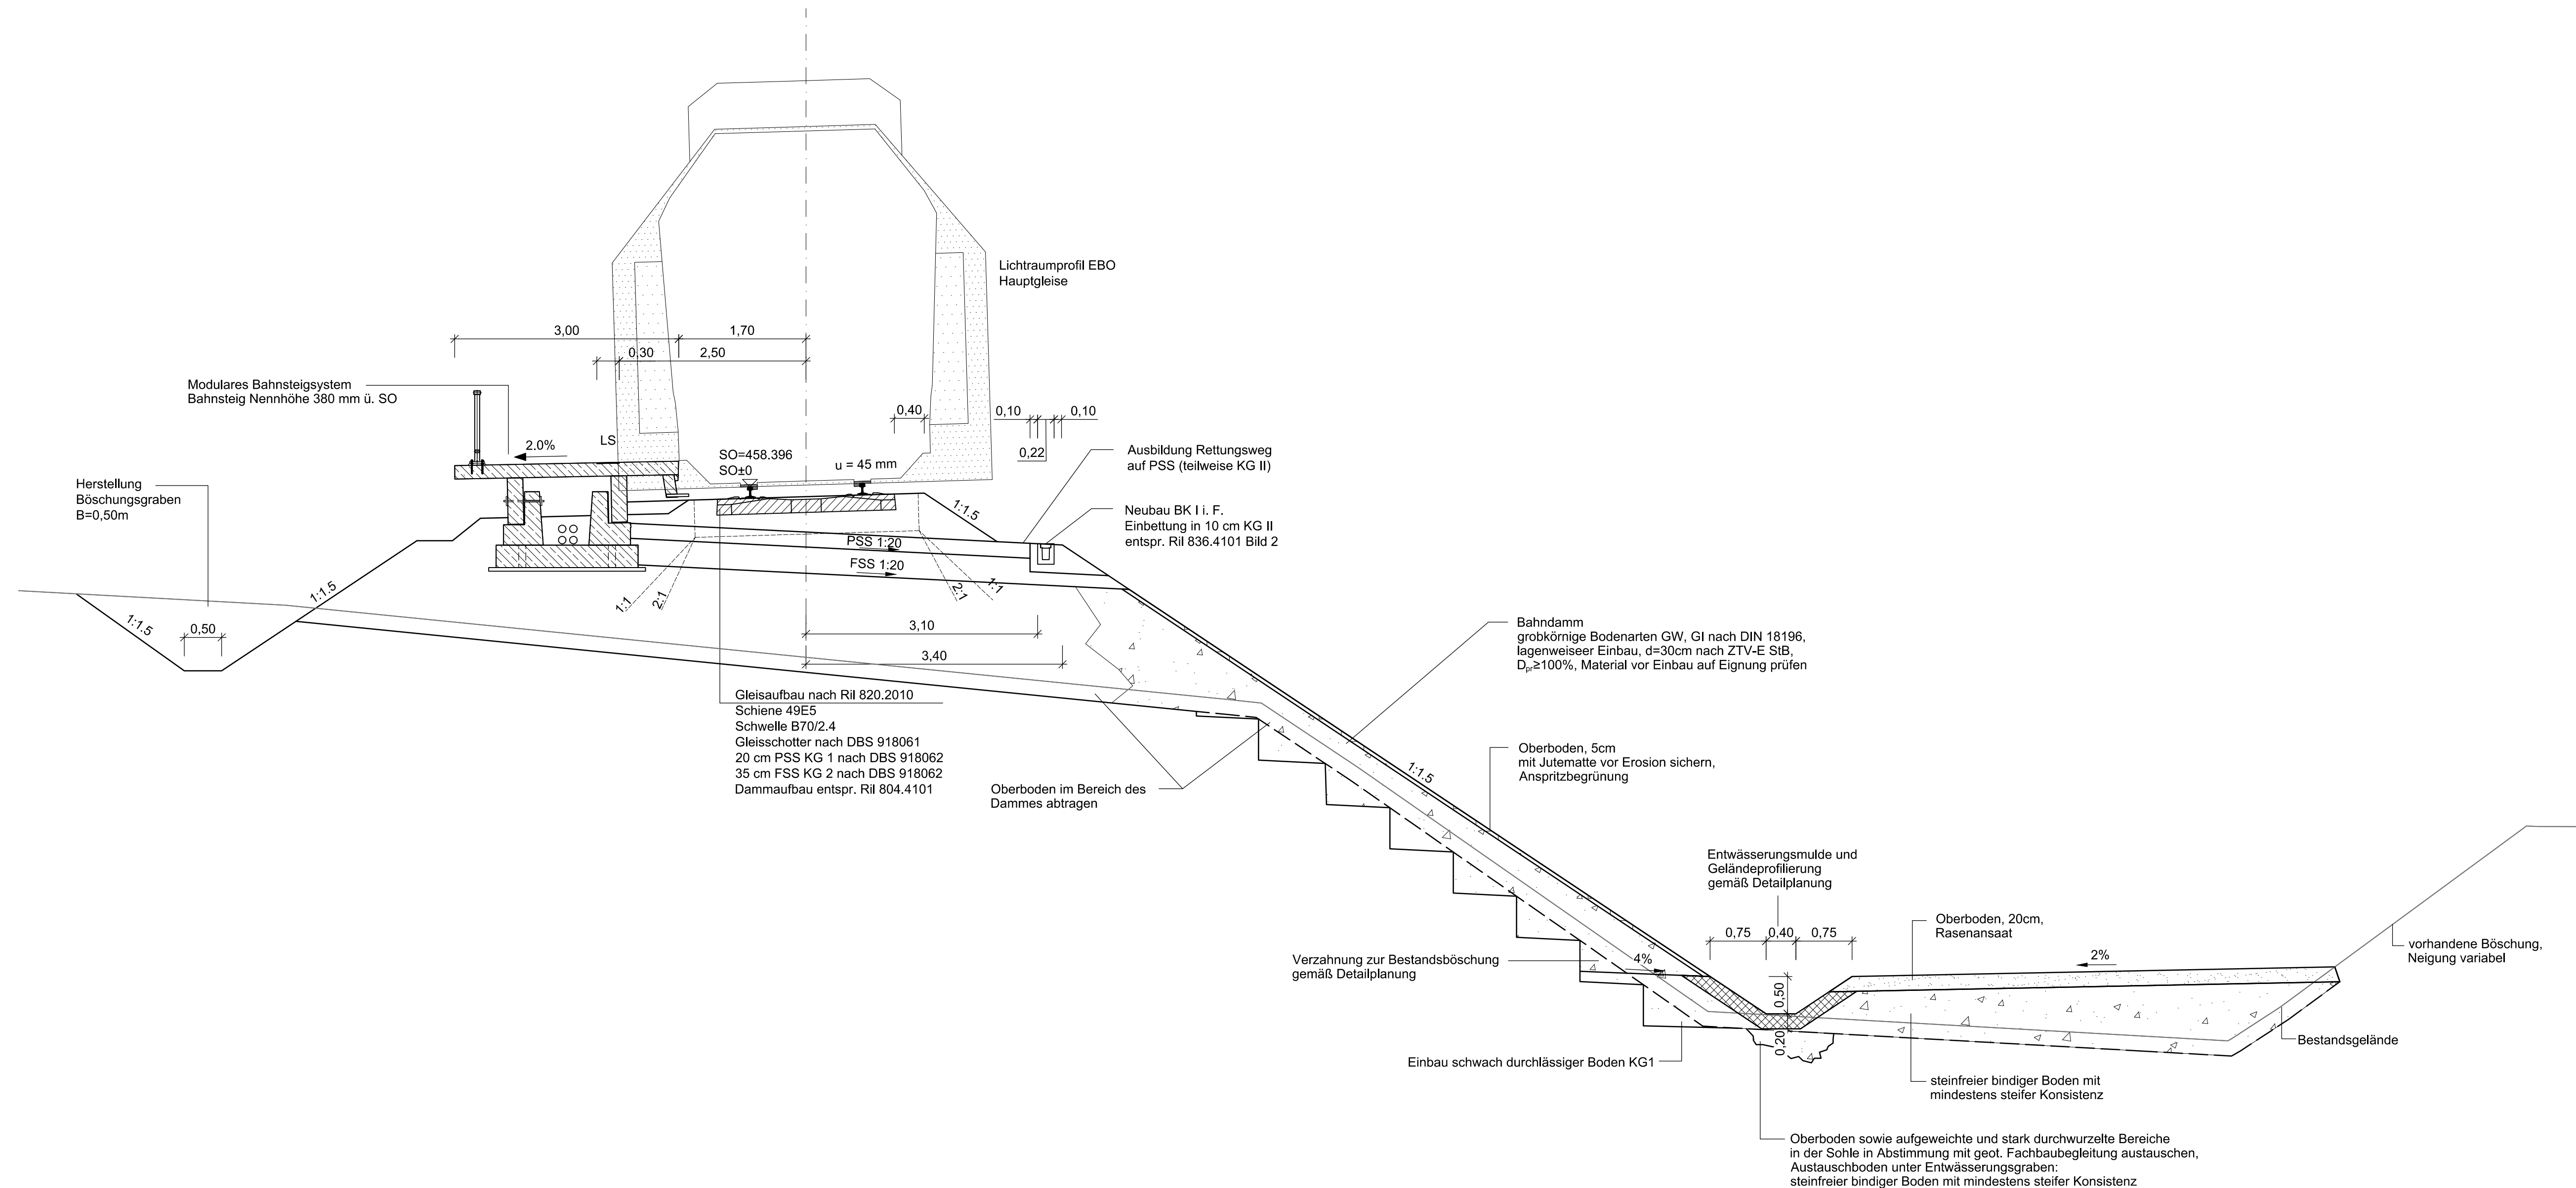 Lichtraumprofil EBO
Hauptgleise
3,00
1,70
0,30
2,50
Modulares Bahnsteigsystem
Bahnsteig Nennhöhe 380 mm ü. SO
0,40
0,10
0,10
0,22
LS
2.0%
SO=458.396
SO±0
u = 45 mm
Ausbildung Rettungsweg
auf PSS (teilweise KG II)
Herstellung
Böschungsgraben
B=0,50m
1:1.5
Neubau BK I i. F.
Einbettung in 10 cm KG II
entspr. Ril 836.4101 Bild 2
PSS 1:20
FSS 1:20
1:1.5
1:1.5
0,50
1:1
2:1
2:1
1:1
3,10
3,40
Bahndamm
grobkörnige Bodenarten GW, GI nach DIN 18196,
lagenweiseer Einbau, d=30cm nach ZTV-E StB,
Dpr≥100%, Material vor Einbau auf Eignung prüfen
Gleisaufbau nach Ril 820.2010
Schiene 49E5
Schwelle B70/2.4
Gleisschotter nach DBS 918061
20 cm PSS KG 1 nach DBS 918062
35 cm FSS KG 2 nach DBS 918062
Dammaufbau entspr. Ril 804.4101
Oberboden im Bereich des
Dammes abtragen
1:1.5
Oberboden, 5cm
mit Jutematte vor Erosion sichern,
Anspritzbegrünung
Entwässerungsmulde und
Geländeprofilierung
gemäß Detailplanung
0,75
0,40
0,75
Oberboden, 20cm,
Rasenansaat
vorhandene Böschung,
Neigung variabel
Verzahnung zur Bestandsböschung
gemäß Detailplanung
4%
2%
0,50
0,20
Bestandsgelände
Einbau schwach durchlässiger Boden KG1
steinfreier bindiger Boden mit
mindestens steifer Konsistenz
Oberboden sowie aufgeweichte und stark durchwurzelte Bereiche
in der Sohle in Abstimmung mit geot. Fachbaubegleitung austauschen,
Austauschboden unter Entwässerungsgraben:
steinfreier bindiger Boden mit mindestens steifer Konsistenz